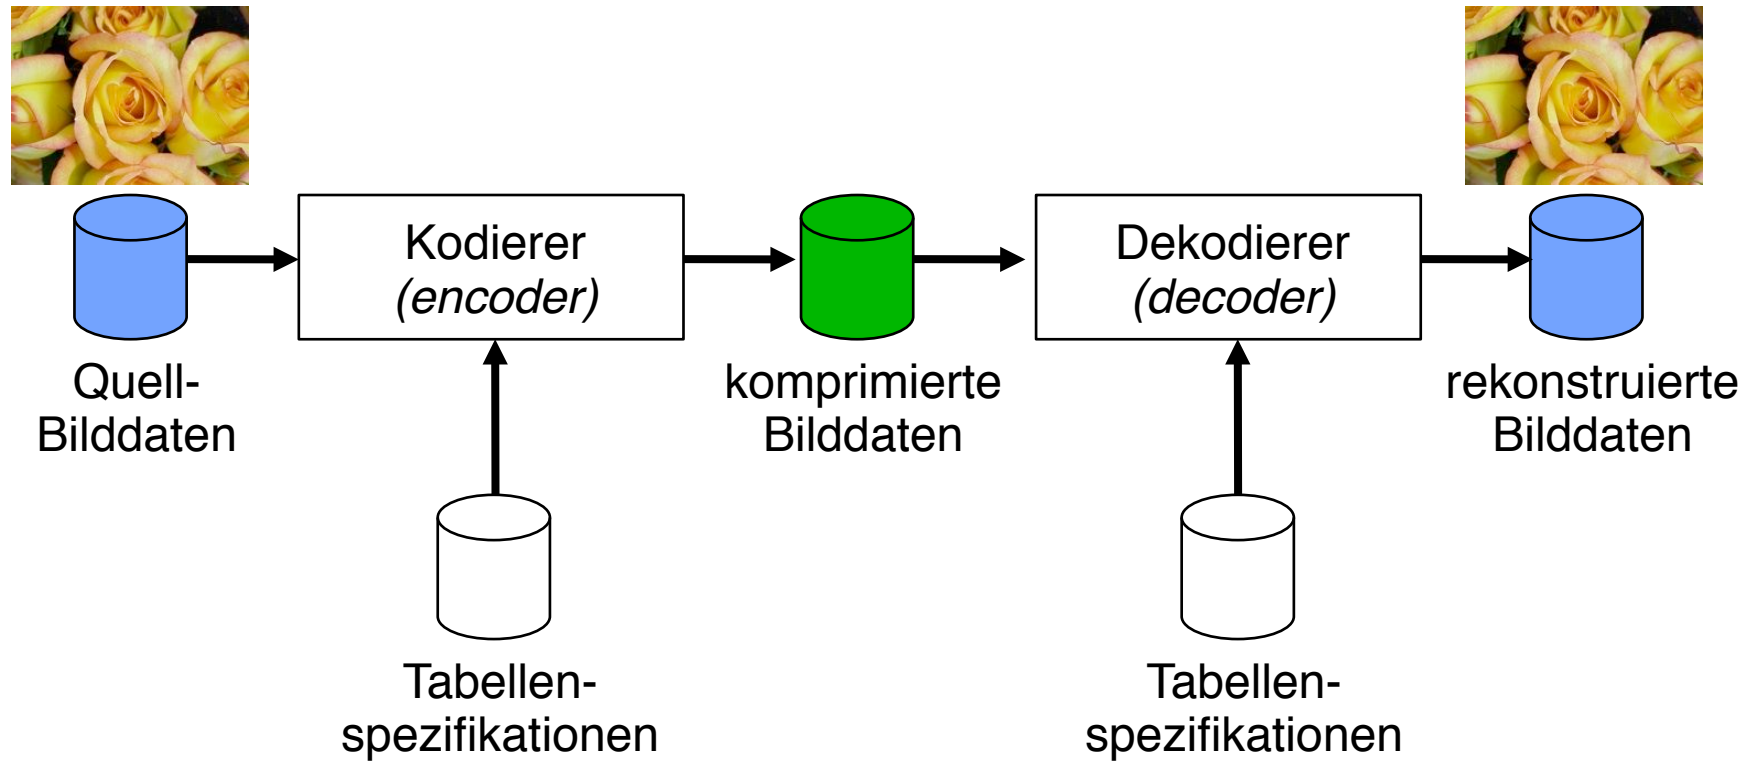 Kodierer
(encoder)
Dekodierer
(decoder)
Quell-
Bilddaten
komprimierte
Bilddaten
rekonstruierte
Bilddaten
Tabellen-
spezifikationen
Tabellen-
spezifikationen